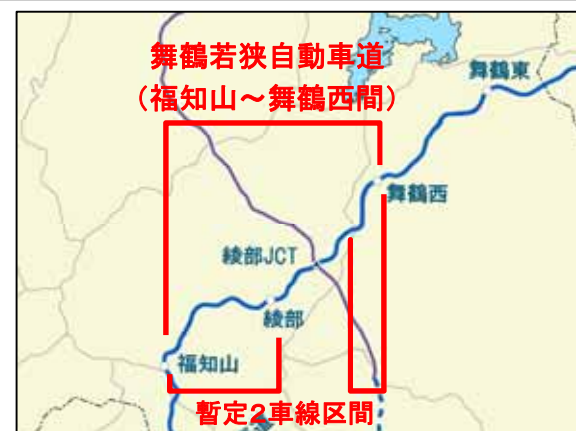 舞鶴若狭自動車道
（福知山～舞鶴西間）
舞鶴東
舞鶴西
綾部JCT
綾部
福知山
暫定２車線区間